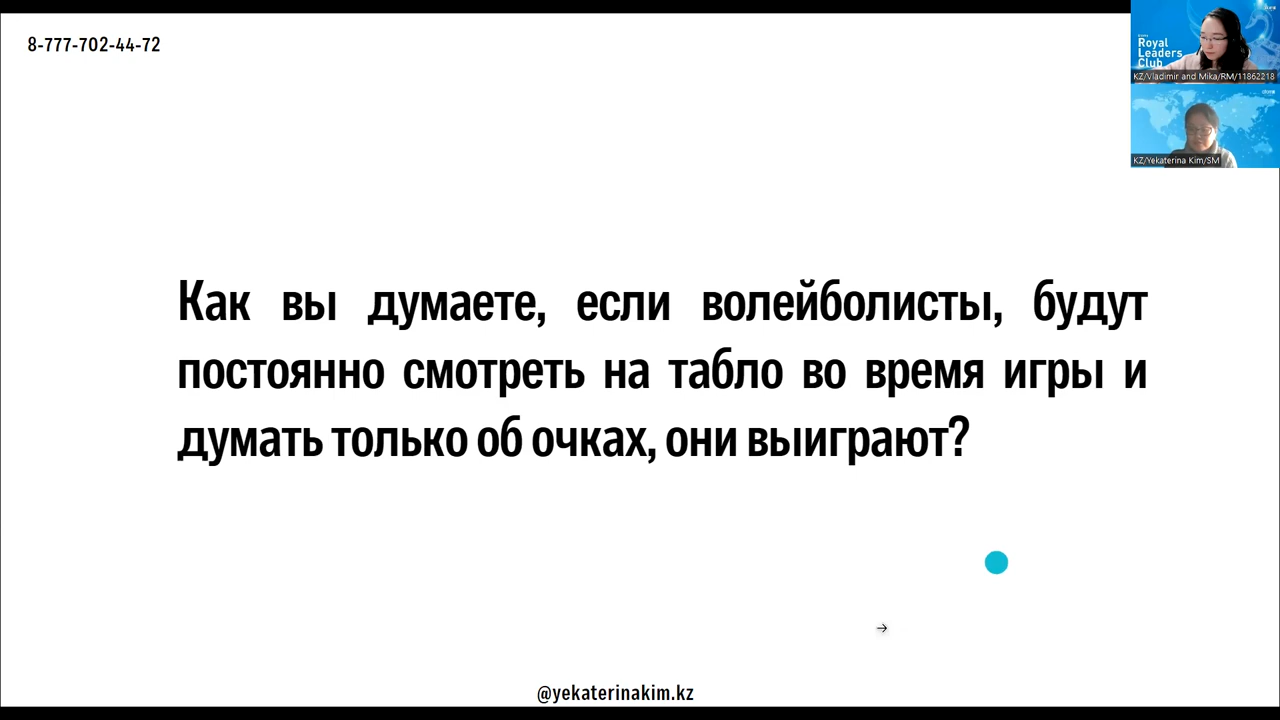 8-777-702-44-72
Royal
Leaders
Club
KZ/Vladimir and Mika/RM/11862218
KZ/Yekaterina Kim/SM
Как вы думаете, если волейболисты, будут
постоянно смотреть на табло во время игры и
думать только об очках, они выиграют?
@yekaterinakim.kz